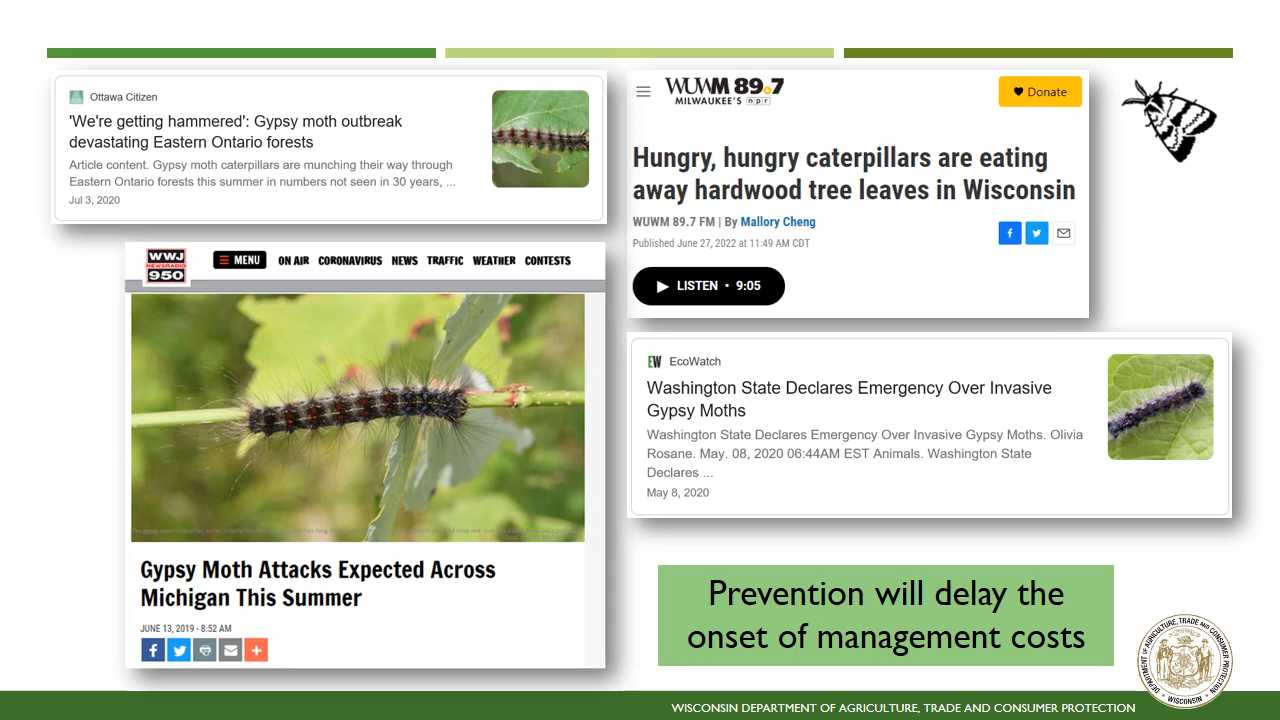 Ottawa Citizen
'We're getting hammered': Gypsy moth outbreak
devastating Eastern Ontario forests
Article content. Gypsy moth caterpillars are munching their way through
Eastern Ontario forests this summer in numbers not seen in 30 years, ...
Jul 3, 2020
WUWM 89.7
MILWAUKEE'S npr
Donate
Hungry, hungry caterpillars are eating
away hardwood tree leaves in Wisconsin
WUWM 89.7 FM | By Mallory Cheng
Published June 27, 2022 at 11:49 AM CDT
LISTEN • 9:05
WWJ
NEWSRADIO
950
MENU ON AIR CORONAVIRUS NEWS TRAFFIC WEATHER CONTESTS
Gypsy Moth Attacks Expected Across
Michigan This Summer
JUNE 13, 2019 - 8:52 AM
EW EcoWatch
Washington State Declares Emergency Over Invasive
Gypsy Moths
Washington State Declares Emergency Over Invasive Gypsy Moths. Olivia
Rosane. May. 08, 2020 06:44AM EST Animals. Washington State
Declares ...
May 8, 2020
Prevention will delay the
onset of management costs
DEPARTMENT OF AGRICULTURE, TRADE AND CONSUMER PROTECTION
• WISCONSIN •
WISCONSIN DEPARTMENT OF AGRICULTURE, TRADE AND CONSUMER PROTECTION